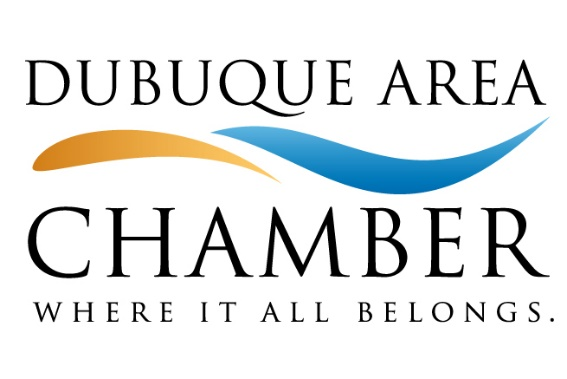 DUBUQUE AREA
CHAMBER
WHERE IT ALL BELONGS.